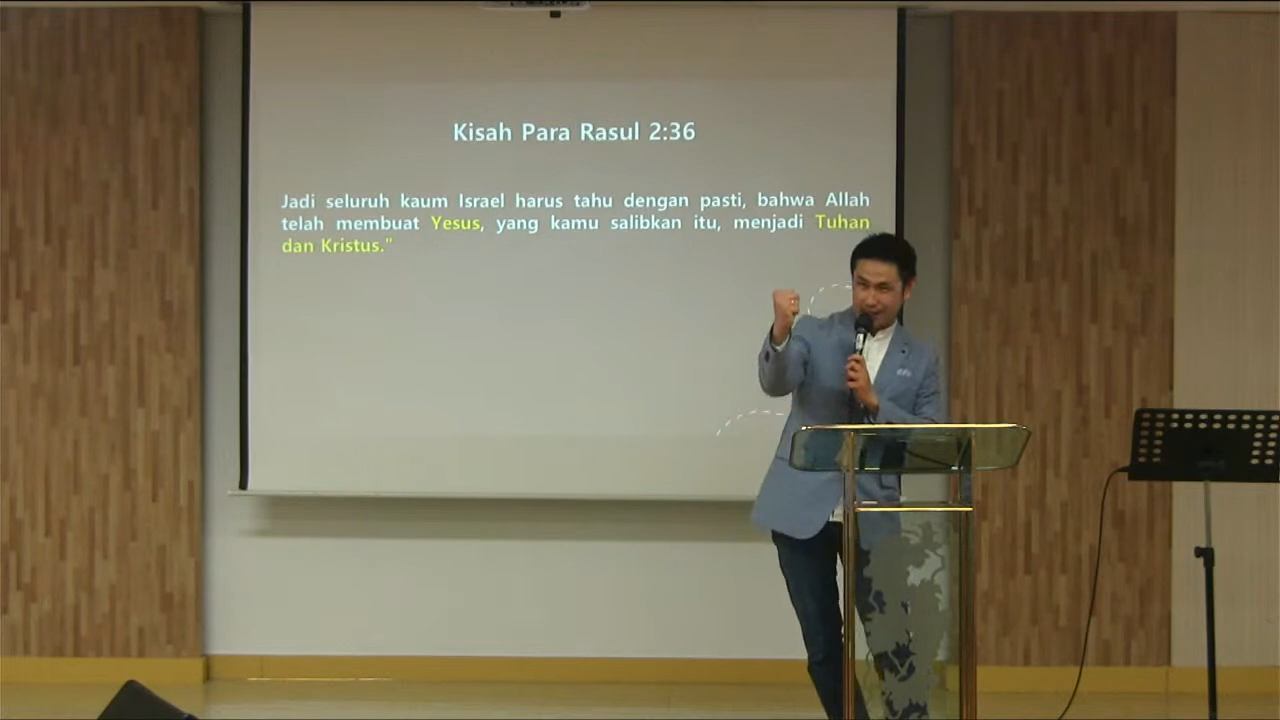 Kisah Para Rasul 2:36
Jadi seluruh kaum Israel harus tahu dengan pasti, bahwa Allah
telah membuat Yesus, yang kamu salibkan itu, menjadi Tuhan
dan Kristus."